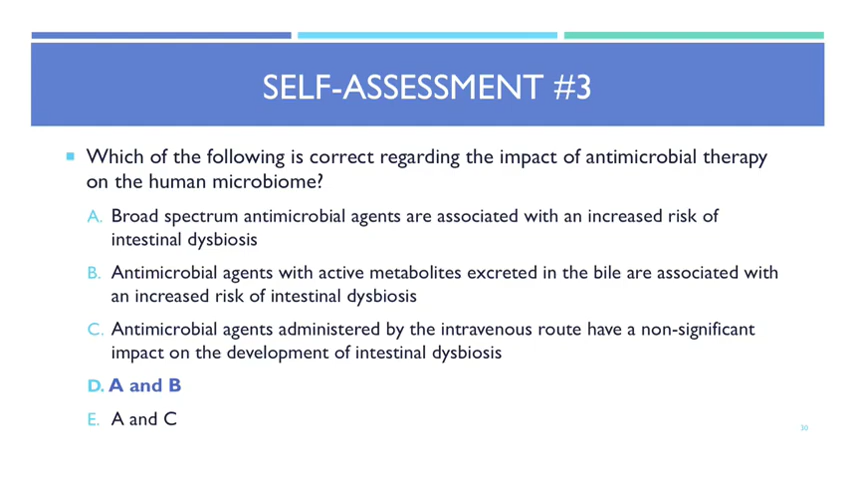 SELF-ASSESSMENT #3
Which of the following is correct regarding the impact of antimicrobial therapy
on the human microbiome?
A. Broad spectrum antimicrobial agents are associated with an increased risk of
intestinal dysbiosis
B. Antimicrobial agents with active metabolites excreted in the bile are associated with
an increased risk of intestinal dysbiosis
C. Antimicrobial agents administered by the intravenous route have a non-significant
impact on the development of intestinal dysbiosis
D. A and B
E. A and C
30